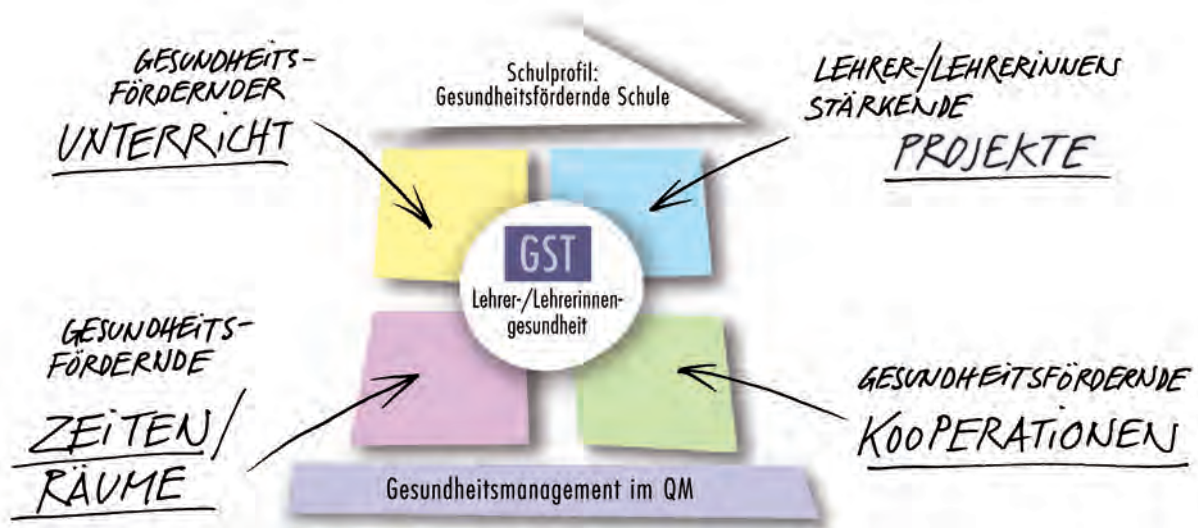 GESUNDHEITS-
FÖRDERNDER
UNTERRICHT
Schulprofil:
Gesundheitsfördernde Schule
LEHRER-/LEHRERINNEN
STÄRKENDE
PROJEKTE
GST
Lehrer-/Lehrerinnen-
gesundheit
GESUNDHEITS-
FÖRDERNDE
ZEITEN/
RÄUME
GESUNDHEITSFÖRDERNDE
KOOPERATIONEN
Gesundheitsmanagement im QM